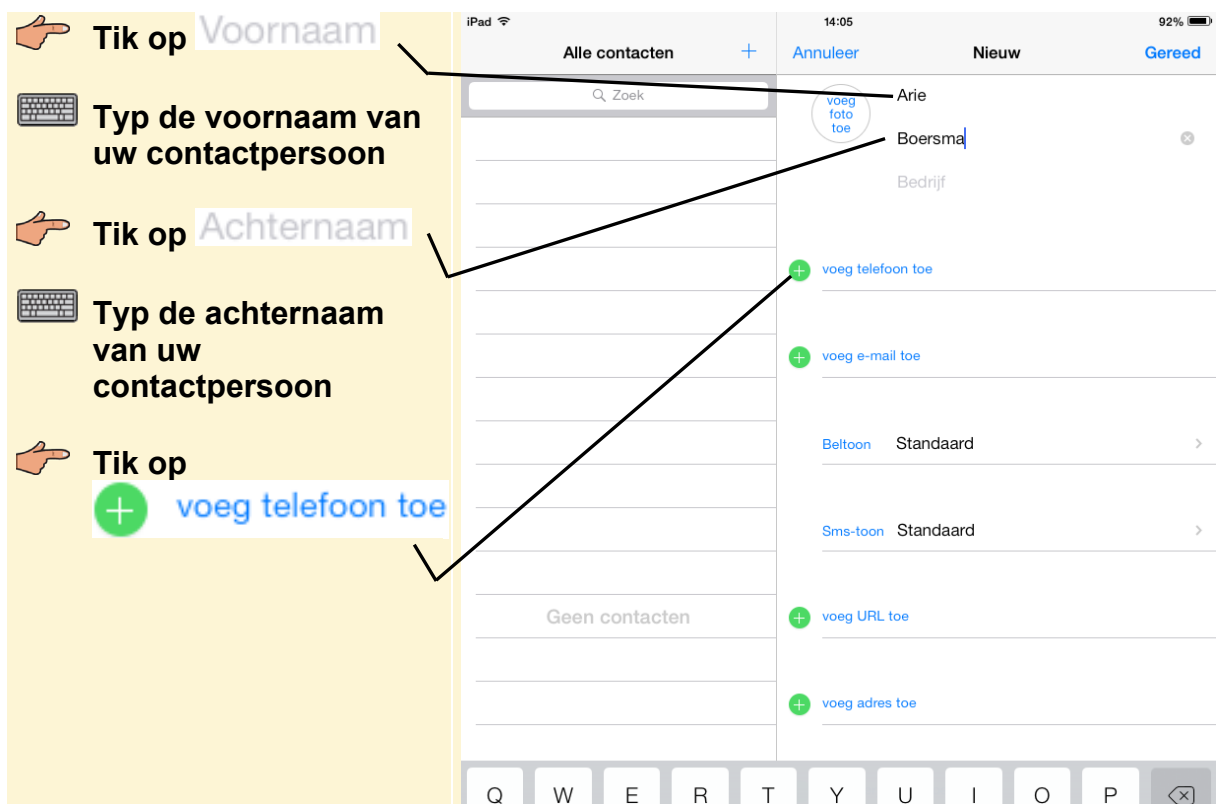 Tik op Voornaam
Typ de voornaam van
uw contactpersoon
Tik op Achternaam
Typ de achternaam
van uw
contactpersoon
Tik op
voeg telefoon toe
iPad 14:05 92%
Alle contacten +
Zoek
Geen contacten
Annuleer Nieuw Gereed
voeg
foto
toe
Arie
Boersma
Bedrijf
voeg telefoon toe
voeg e-mail toe
Beltoon Standaard
Sms-toon Standaard
voeg URL toe
voeg adres toe
Q W E R T Y U I O P